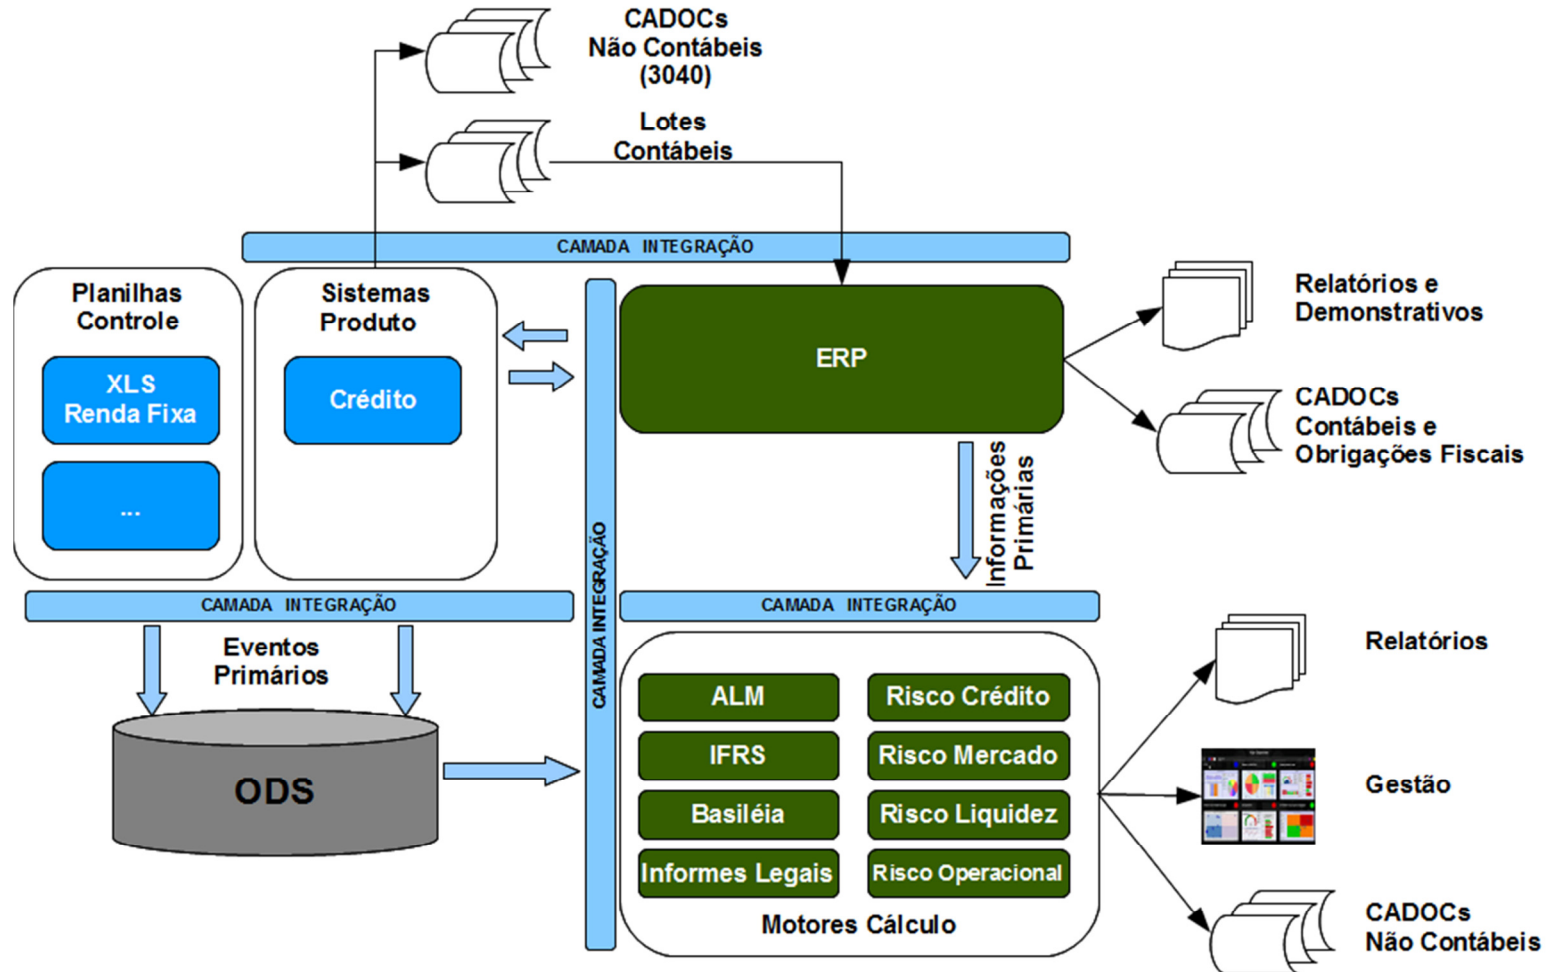 CADOCs
Não Contábeis
(3040)
Lotes
Contábeis
CAMADA INTEGRAÇÃO
Planilhas
Controle
XLS
Renda Fixa
...
Sistemas
Produto
Crédito
CAMADA INTEGRAÇÃO
ERP
Relatórios e
Demonstrativos
CADOCs
Contábeis e
Obrigações Fiscais
Informações
Primárias
CAMADA INTEGRAÇÃO
Eventos
Primários
ODS
CAMADA INTEGRAÇÃO
ALM
Risco Crédito
IFRS
Risco Mercado
Basiléia
Risco Liquidez
Informes Legais
Risco Operacional
Motores Cálculo
Relatórios
Gestão
CADOCs
Não Contábeis